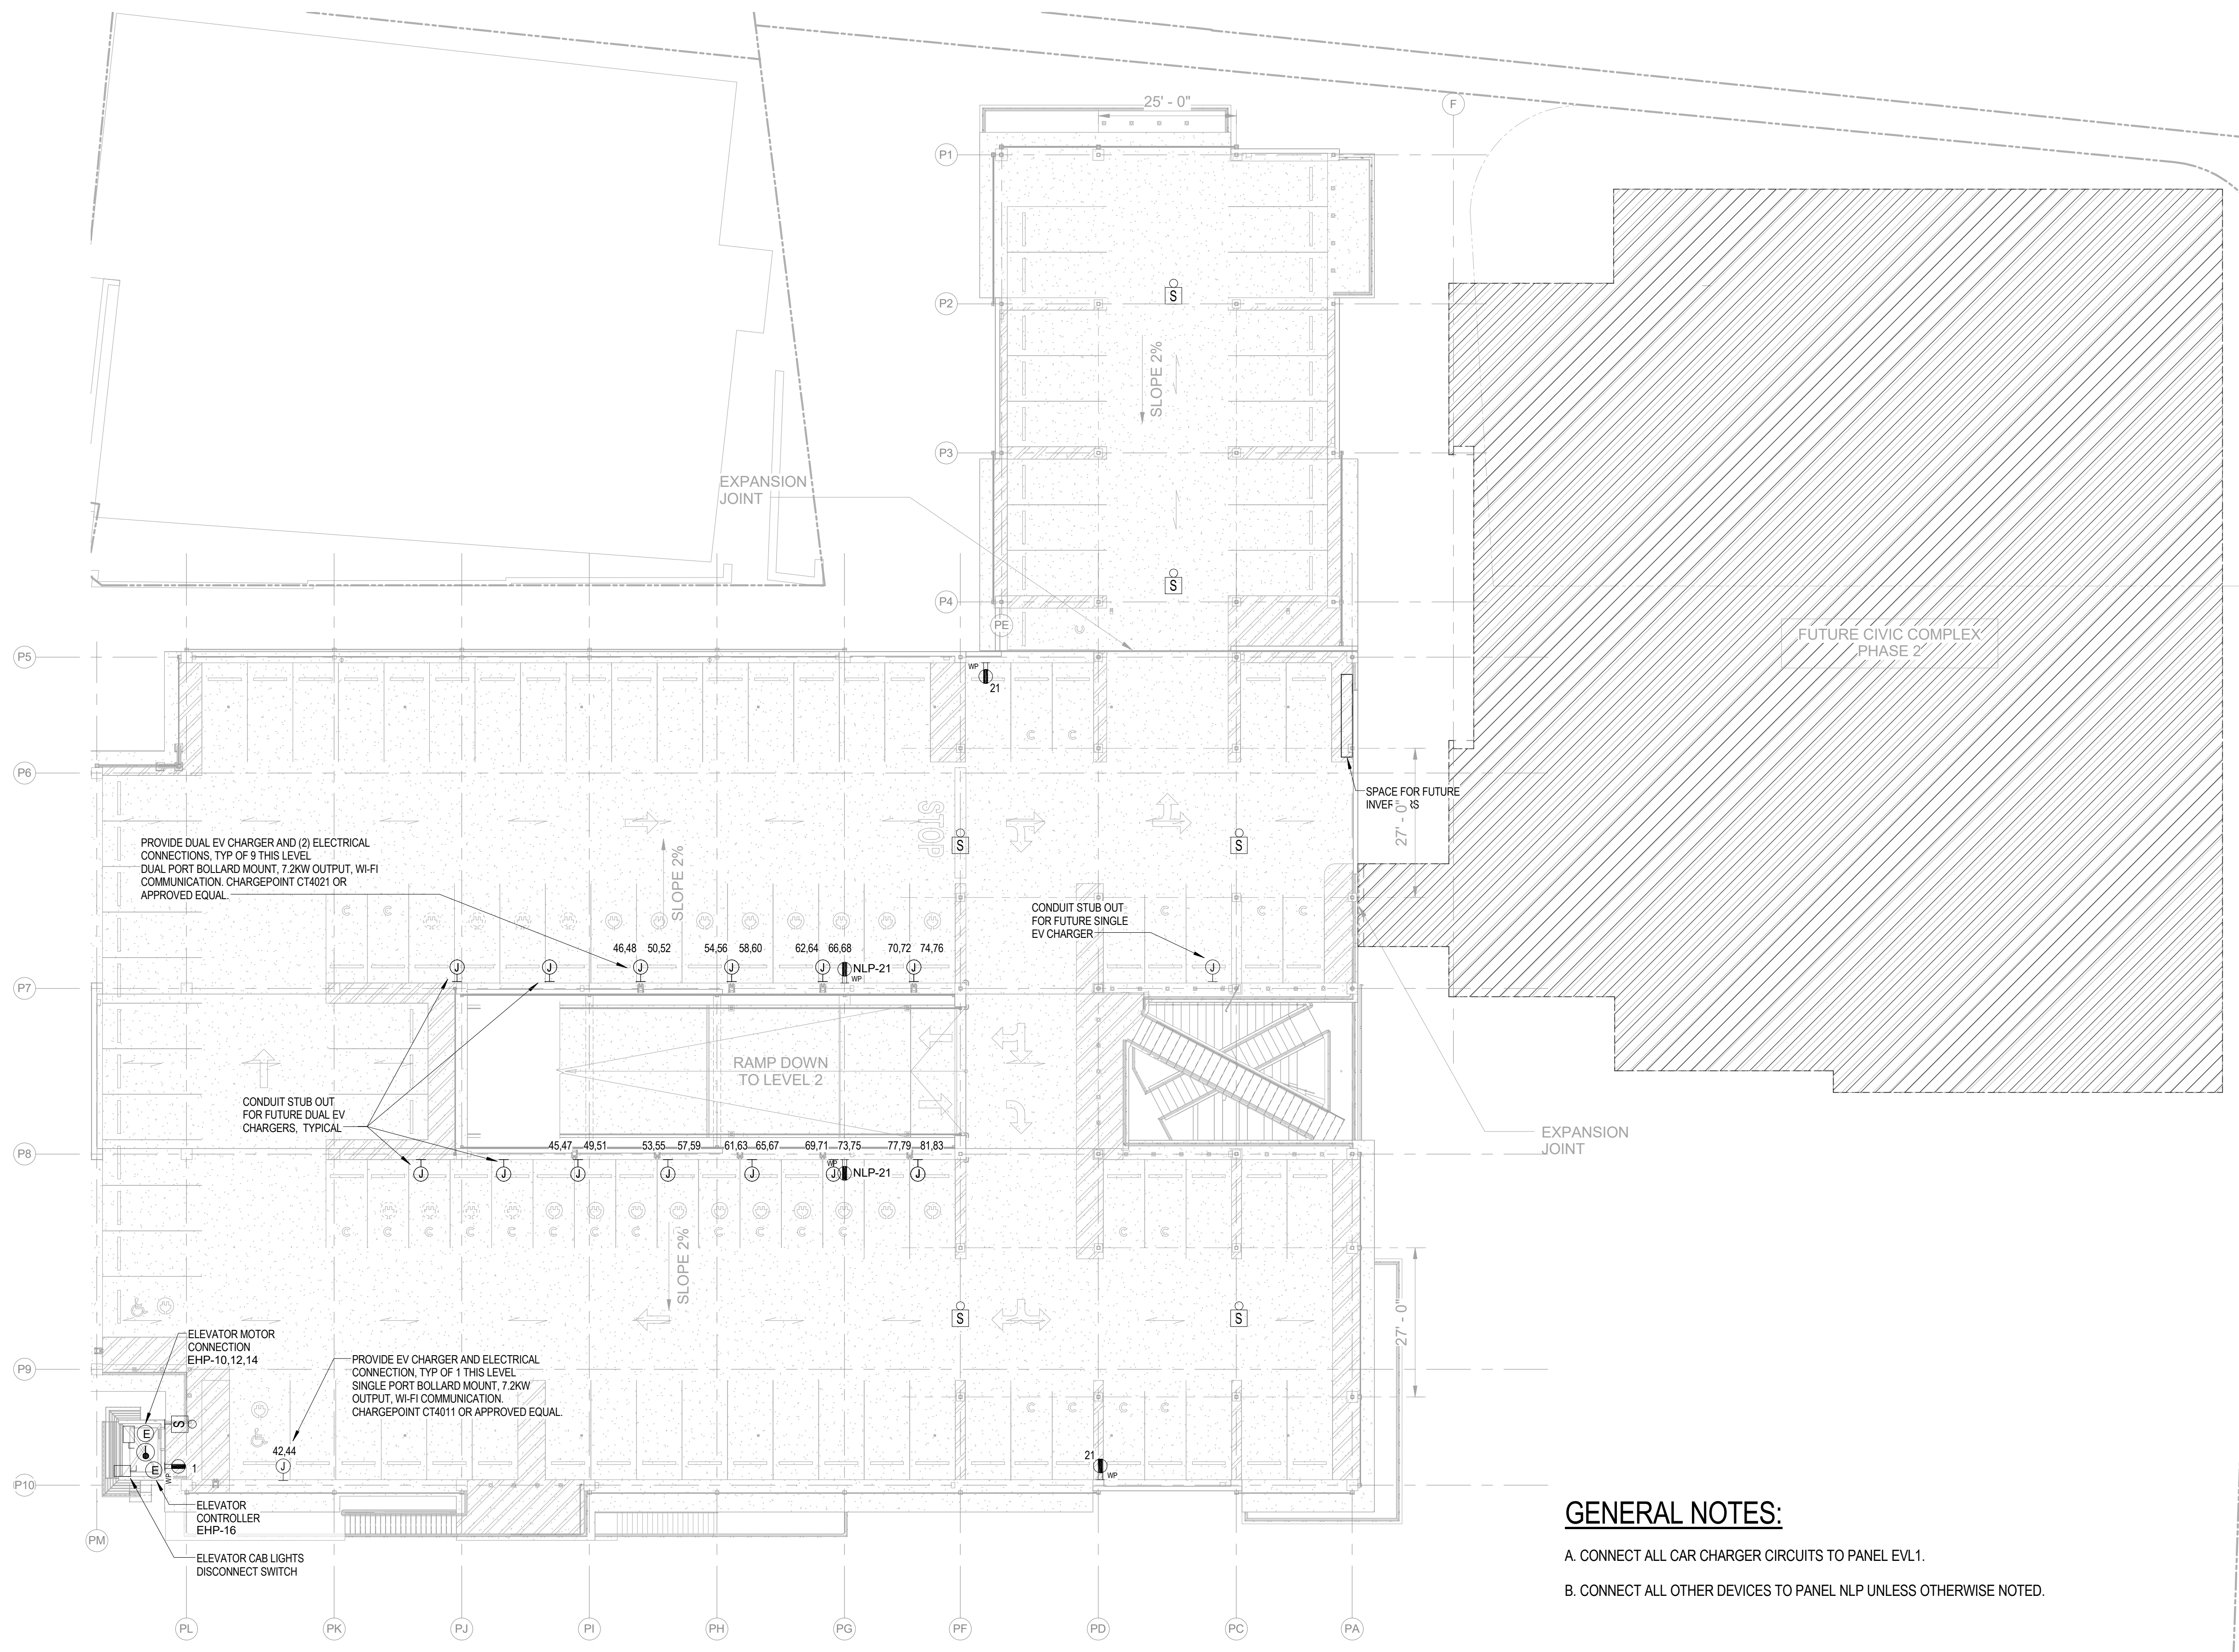 25' - 0"
F
P1
P2
S
SLOPE 2%
P3
EXPANSION
JOINT
S
P4
PE
FUTURE CIVIC COMPLEX
PHASE 2
P5
WP
21
P6
SPACE FOR FUTURE
27' - 0"
STOP
S
S
PROVIDE DUAL EV CHARGER AND (2) ELECTRICAL
CONNECTIONS, TYP OF 9 THIS LEVEL
DUAL PORT BOLLARD MOUNT, 7.2KW OUTPUT, WI-FI
COMMUNICATION. CHARGEPOINT CT4021 OR
APPROVED EQUAL.
SLOPE 2%
CONDUIT STUB OUT
FOR FUTURE SINGLE
EV CHARGER
46,48 50,52 54,56 58,60 62,64 66,68 70,72 74,76
J J J J J J J
NLP-21
WP
P7
RAMP DOWN
TO LEVEL 2
CONDUIT STUB OUT
FOR FUTURE DUAL EV
CHARGERS, TYPICAL
EXPANSION
JOINT
P8
45,47 49,51 53,55 57,59 61,63 65,67 69,71 73,75 77,79 81,83
WP
J J J J J J J
NLP-21
SLOPE 2%
S
S
27' - 0"
ELEVATOR MOTOR
CONNECTION
EHP-10,12,14
P9
PROVIDE EV CHARGER AND ELECTRICAL
CONNECTION, TYP OF 1 THIS LEVEL
SINGLE PORT BOLLARD MOUNT, 7.2KW
OUTPUT, WI-FI COMMUNICATION.
CHARGEPOINT CT4011 OR APPROVED EQUAL.
S
E
42,44
J
E
1
WP
21
WP
P10
ELEVATOR
CONTROLLER
EHP-16
PM
ELEVATOR CAB LIGHTS
DISCONNECT SWITCH
GENERAL NOTES:
A. CONNECT ALL CAR CHARGER CIRCUITS TO PANEL EVL1.
B. CONNECT ALL OTHER DEVICES TO PANEL NLP UNLESS OTHERWISE NOTED.
PL PK PJ PI PH PG PF PD PC PA